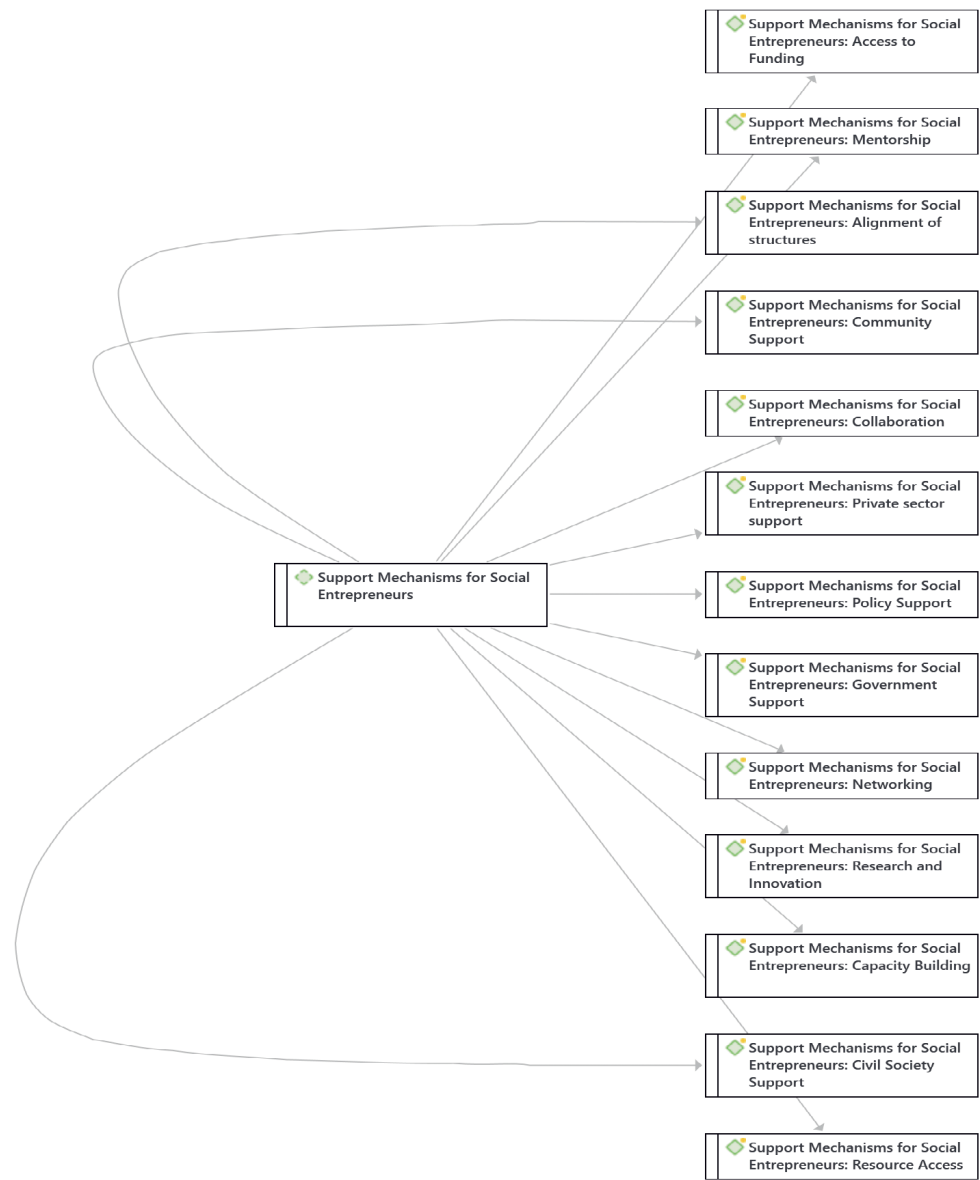 Support Mechanisms for Social
Entrepreneurs: Access to
Funding
Support Mechanisms for Social
Entrepreneurs: Mentorship
Support Mechanisms for Social
Entrepreneurs: Alignment of
structures
Support Mechanisms for Social
Entrepreneurs: Community
Support
Support Mechanisms for Social
Entrepreneurs: Collaboration
Support Mechanisms for Social
Entrepreneurs: Private sector
support
Support Mechanisms for Social
Entrepreneurs
Support Mechanisms for Social
Entrepreneurs: Policy Support
Support Mechanisms for Social
Entrepreneurs: Government
Support
Support Mechanisms for Social
Entrepreneurs: Networking
Support Mechanisms for Social
Entrepreneurs: Research and
Innovation
Support Mechanisms for Social
Entrepreneurs: Capacity Building
Support Mechanisms for Social
Entrepreneurs: Civil Society
Support
Support Mechanisms for Social
Entrepreneurs: Resource Access